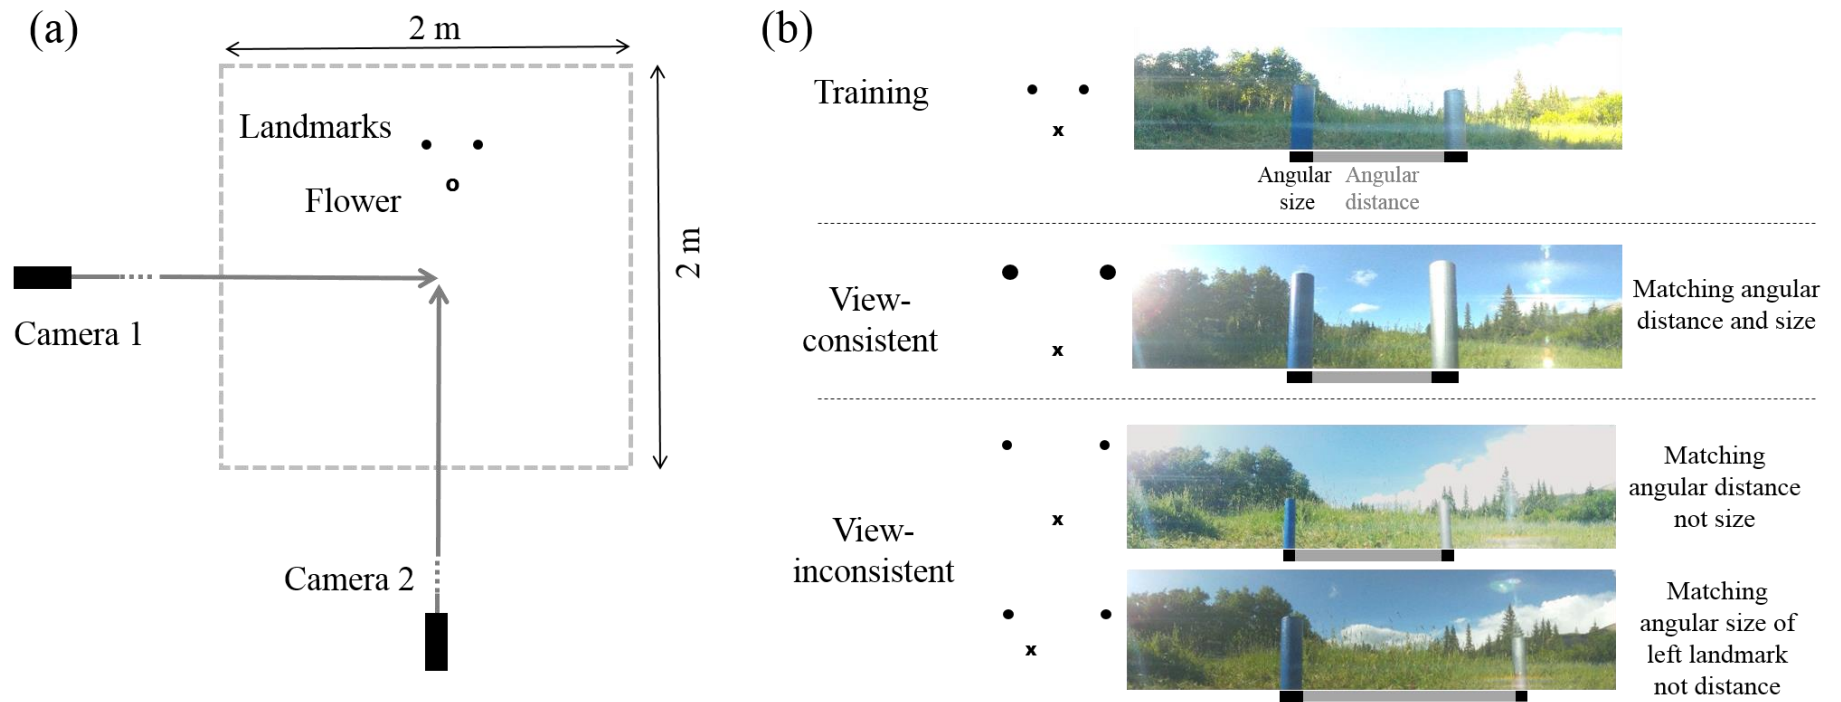 (a)
2 m
Landmarks
Flower
o
2 m
Camera 1
Camera 2
(b)
Training
x
Angular
size
Angular
distance
View-
consistent
x
Matching angular
distance and size
View-
inconsistent
x
Matching
angular distance
not size
x
Matching
angular size of
left landmark
not distance